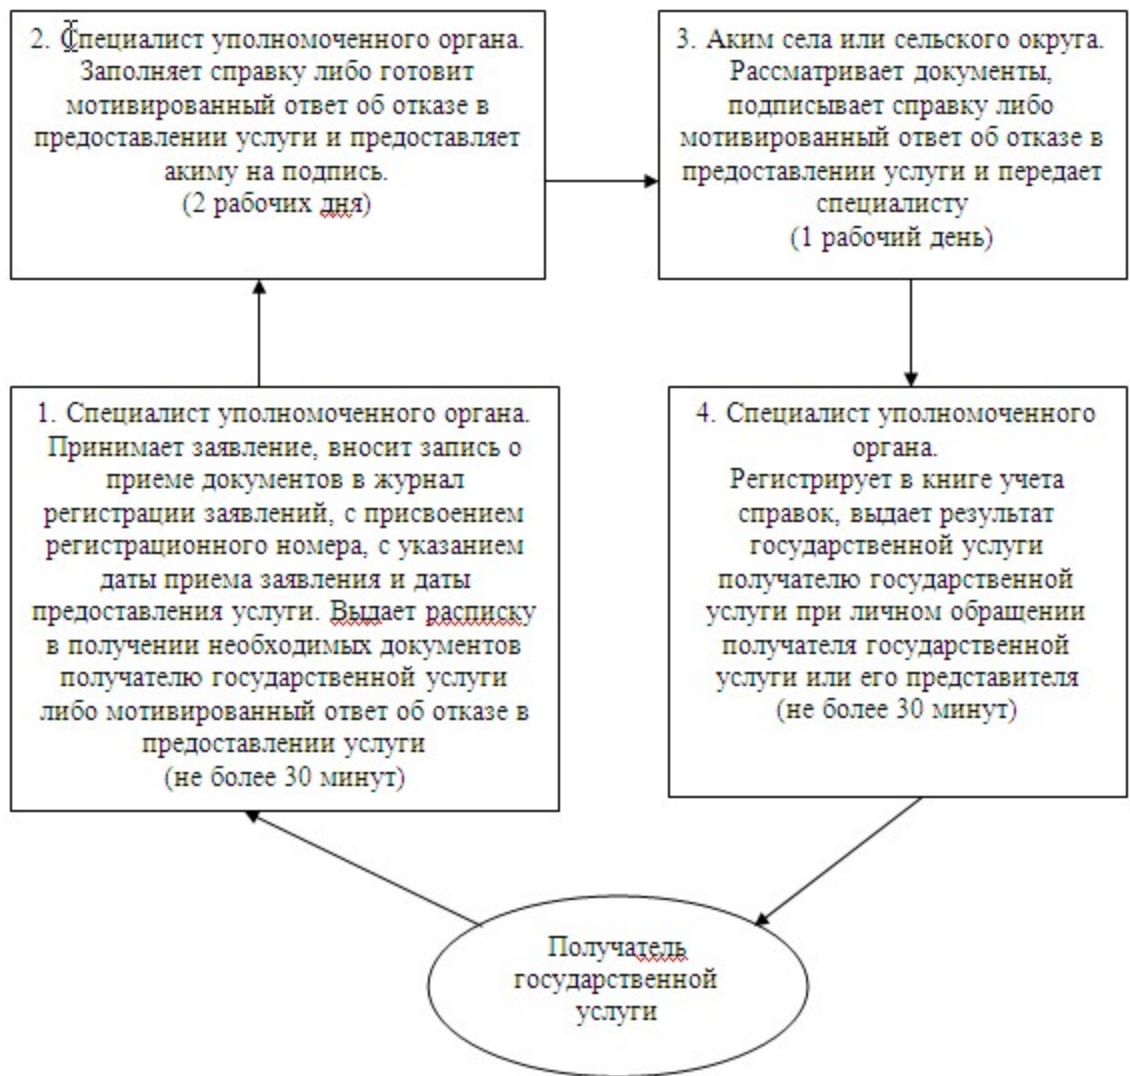 2. Специалист уполномоченного органа.
Заполняет справку либо готовит
мотивированный ответ об отказе в
предоставлении услуги и предоставляет
акиму на подпись.
(2 рабочих дня)
3. Аким села или сельского округа.
Рассматривает документы,
подписывает справку либо
мотивированный ответ об отказе в
предоставлении услуги и передает
специалисту
(1 рабочий день)
1. Специалист уполномоченного органа.
Принимает заявление, вносит запись о
приеме документов в журнал
регистрации заявлений, с присвоением
регистрационного номера, с указанием
даты приема заявления и даты
предоставления услуги. Выдает расписку
в получении необходимых документов
получателю государственной услуги
либо мотивированный ответ об отказе в
предоставлении услуги
(не более 30 минут)
4. Специалист уполномоченного
органа.
Регистрирует в книге учета
справок, выдает результат
государственной услуги
получателю государственной
услуги при личном обращении
получателя государственной
услуги или его представителя
(не более 30 минут)
Получатель
государственной
услуги